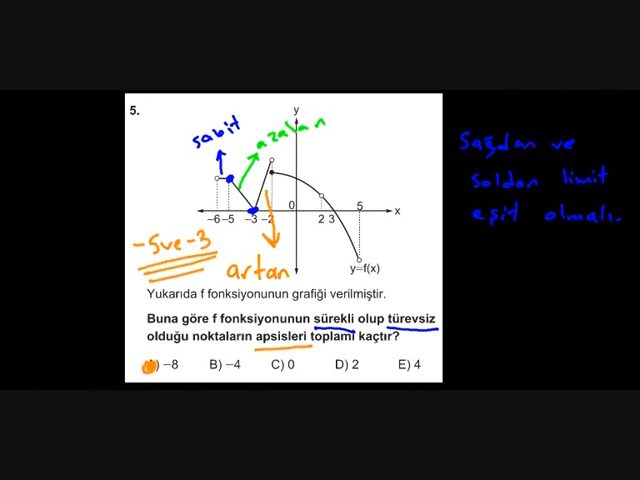 5.
y
sabit
azalan
Sağdan ve
soldan limit
eşit olmalı.
0
5
x
-6 -5 -3 -2 2 3
-5 ve -3
artan
y=f(x)
Yukarıda f fonksiyonunun grafiği verilmiştir.
Buna göre f fonksiyonunun sürekli olup türevsiz
olduğu noktaların apsisleri toplamı kaçtır?
A) -8 B) -4 C) 0 D) 2 E) 4